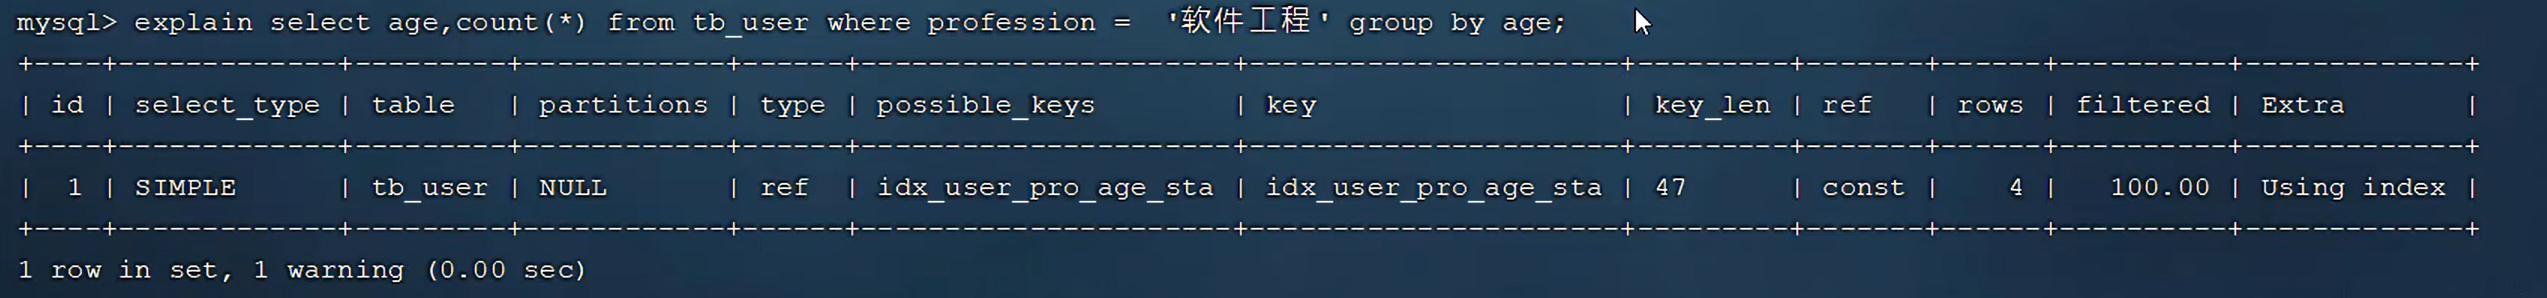 mysql> explain select age,count(*) from tb_user where profession =  '软件工程' group by age;
+----+-------------+---------+------------+------+----------------------+----------------------+---------+-------+------+----------+-------------+
| id | select_type | table   | partitions | type | possible_keys        | key                  | key_len | ref   | rows | filtered | Extra       |
+----+-------------+---------+------------+------+----------------------+----------------------+---------+-------+------+----------+-------------+
|  1 | SIMPLE      | tb_user | NULL       | ref  | idx_user_pro_age_sta | idx_user_pro_age_sta | 47      | const |    4 |   100.00 | Using index |
+----+-------------+---------+------------+------+----------------------+----------------------+---------+-------+------+----------+-------------+
1 row in set, 1 warning (0.00 sec)